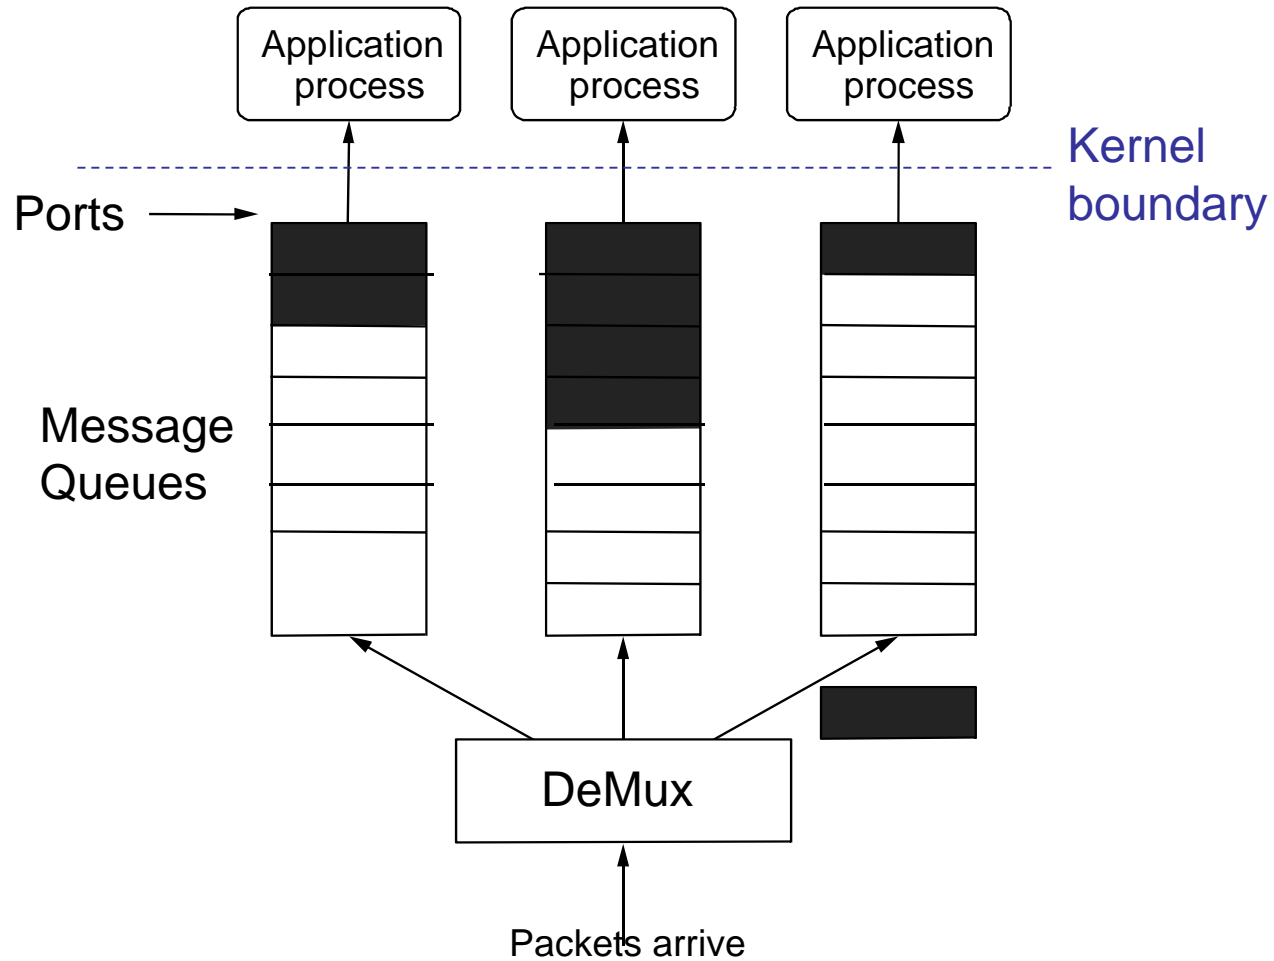 Application
process
Application
process
Application
process
Kernel
boundary
Ports
Message
Queues
DeMux
Packets arrive